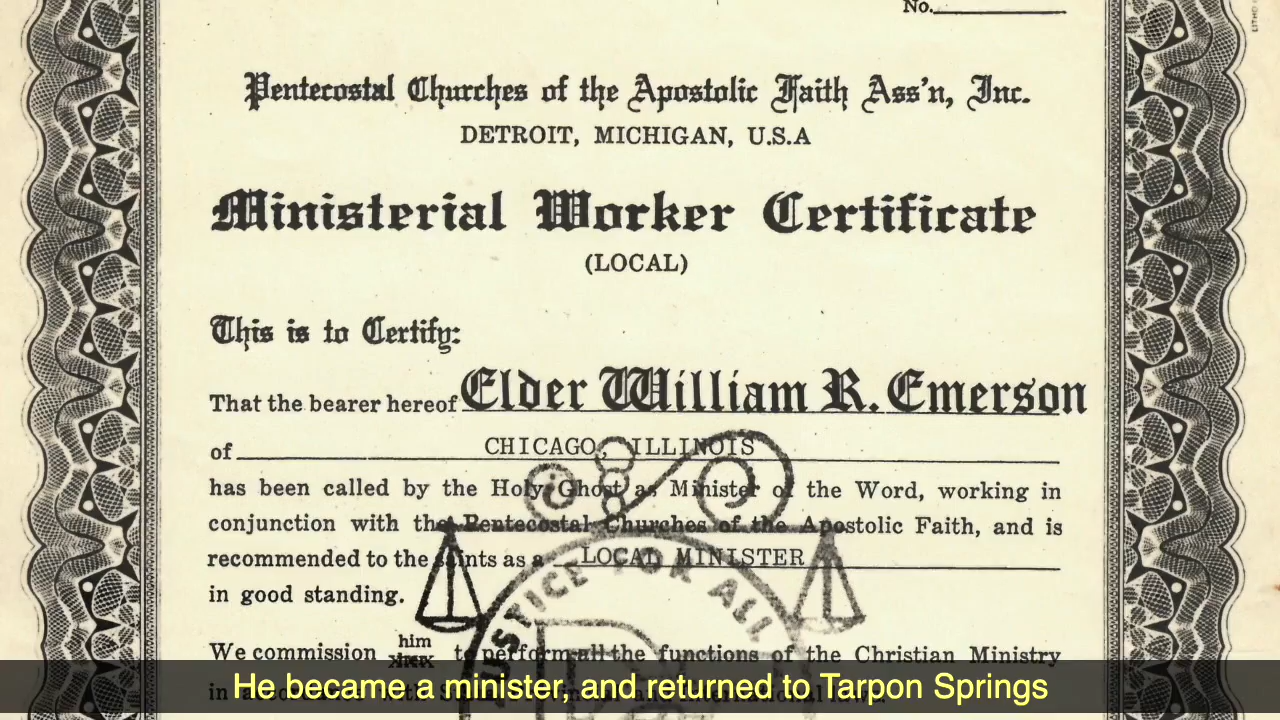 No.
Pentecostal Churches of the Apostolic Faith Ass'n, Inc.
DETROIT, MICHIGAN, U.S.A
Ministerial Worker Certificate
(LOCAL)
This is to Certify:
That the bearer hereof Elder William R. Emerson
of CHICAGO, ILLINOIS
has been called by the Holy Ghost as Minister of the Word, working in
conjunction with the Pentecostal Churches of the Apostolic Faith, and is
recommended to the saints as a LOCAL MINISTER
in good standing.
JUSTICE FOR ALL
him
We commission to perform all the functions of the Christian Ministry
He became a minister, and returned to Tarpon Springs